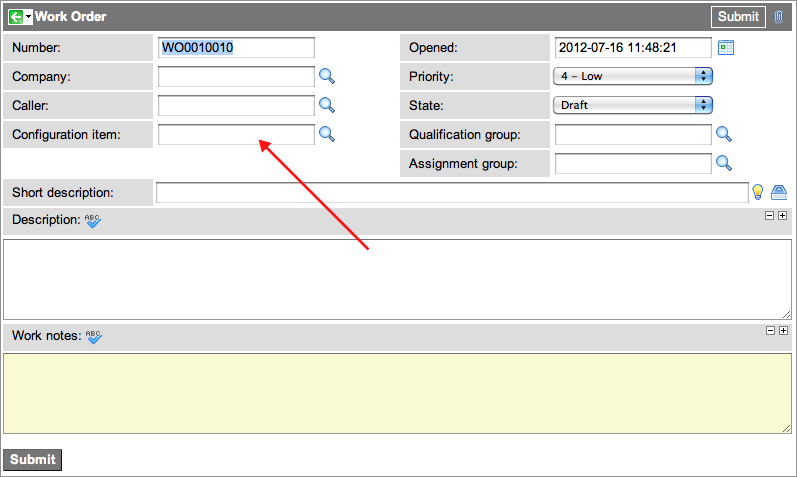 Work Order Submit
Number: WO0010010 Opened: 2012-07-16 11:48:21
Company: Priority: 4 – Low
Caller: State: Draft
Configuration item: Qualification group:
Assignment group:
Short description:
Description: ABC
Work notes: ABC
Submit